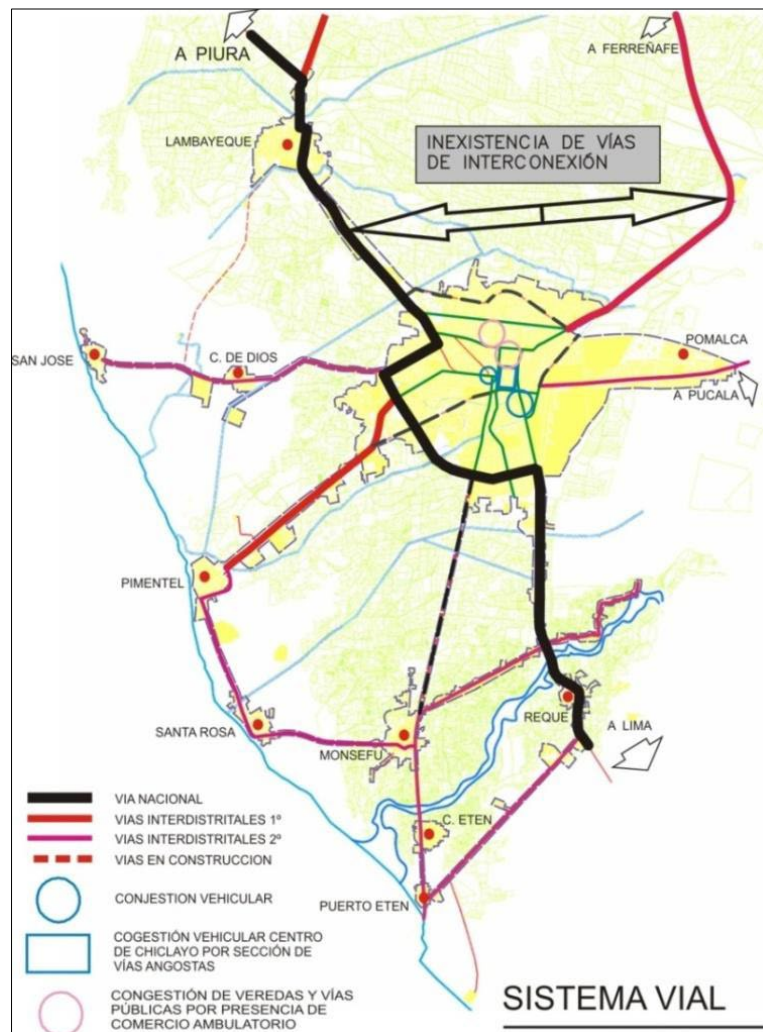 A PIURA
A FERREÑAFE
INEXISTENCIA DE VÍAS
DE INTERCONEXIÓN
LAMBAYEQUE
SAN JOSE
C. DE DIOS
POMALCA
A PUCALA
PIMENTEL
SANTA ROSA
MONSEFU
REQUE
A LIMA
C. ETEN
PUERTO ETEN
VIA NACIONAL
VIAS INTERDISTRITALES 1º
VIAS INTERDISTRITALES 2º
VIAS EN CONSTRUCCION
CONJESTION VEHICULAR
COGESTIÓN VEHICULAR CENTRO
DE CHICLAYO POR SECCIÓN DE
VÍAS ANGOSTAS
CONGESTIÓN DE VEREDAS Y VÍAS
PÚBLICAS POR PRESENCIA DE
COMERCIO AMBULATORIO
SISTEMA VIAL